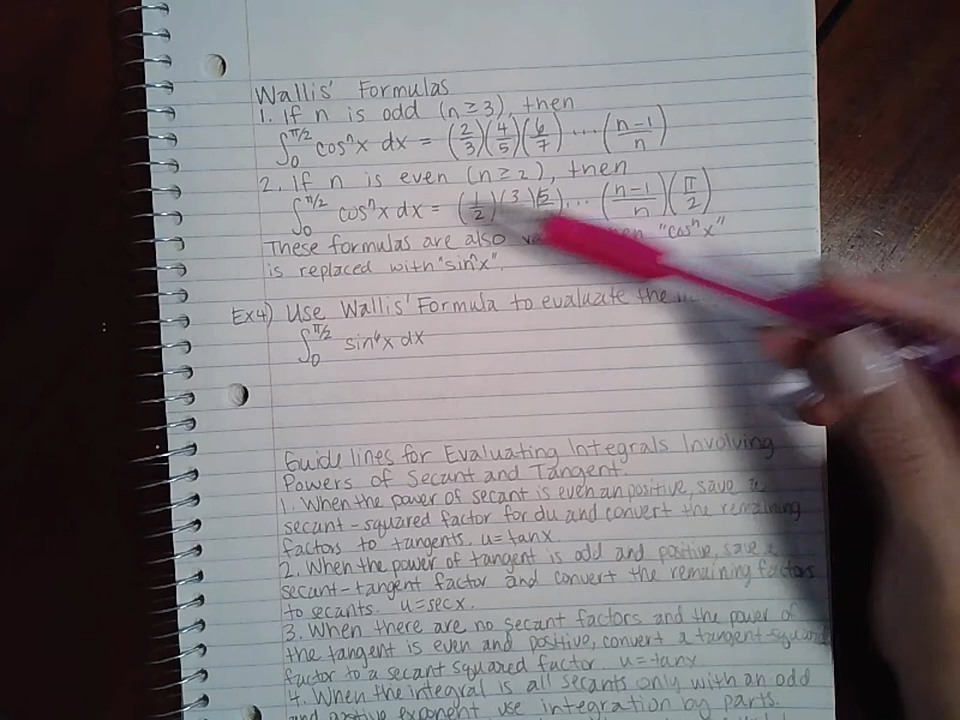 Wallis' Formulas
1. If n is odd (n ≥ 3), then
∫₀^π/2 cosⁿx dx = (2/3)(4/5)(6/7) ... (n-1/n)
2. If n is even (n ≥ 2), then
∫₀^π/2 cosⁿx dx = (1/2)(3 )(5 ... (n-1/n)(π/2)
These formulas are also "cosⁿx"
is replaced with "sinⁿx".
Ex4) Use Wallis' Formula to evaluate the
∫₀^π/2 sin⁶x dx
Guidelines for Evaluating Integrals Involving
Powers of Secant and Tangent.
1. When the power of secant is even an positive, save a
secant-squared factor for du and convert the remaining
factors to tangents. u=tanx
2. When the power of tangent is odd and positive, save a
secant-tangent factor and convert the remaining factors
to secants. u=secx.
3. When there are no secant factors and the power of
the tangent is even and positive, convert a tangent-squared
factor to a secant squared factor. u=tanx
4. When the integral is all secants only with an odd
and positive exponent use integration by parts.